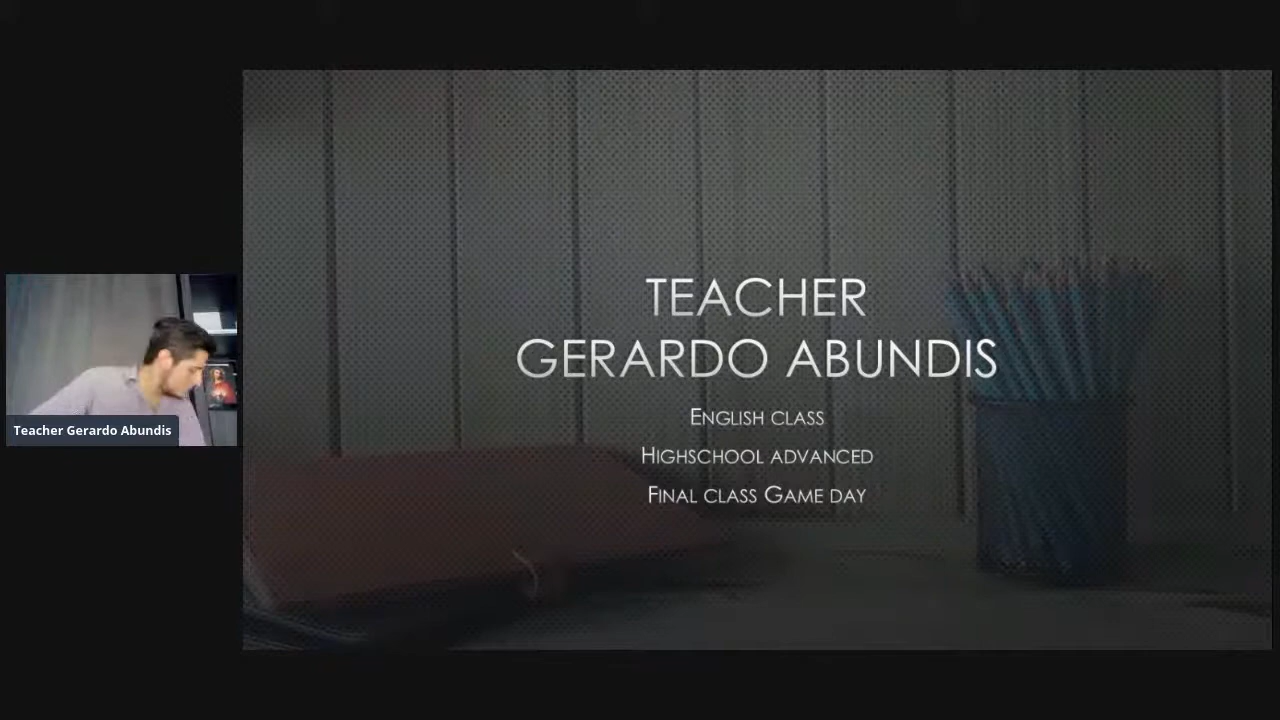 TEACHER
GERARDO ABUNDIS
ENGLISH CLASS
HIGHSCHOOL ADVANCED
FINAL CLASS GAME DAY
Teacher Gerardo Abundis